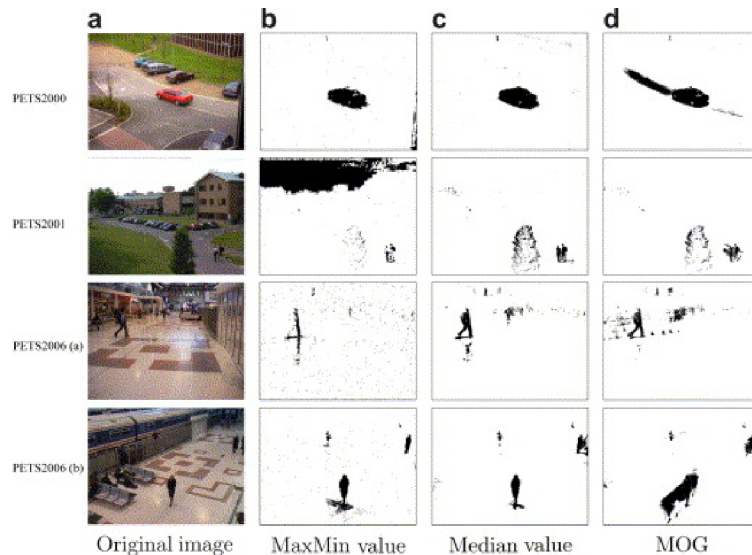 a b c d
PETS2000
PETS2001
PETS2006 (a)
PETS2006 (b)
Original image MaxMin value Median value MOG